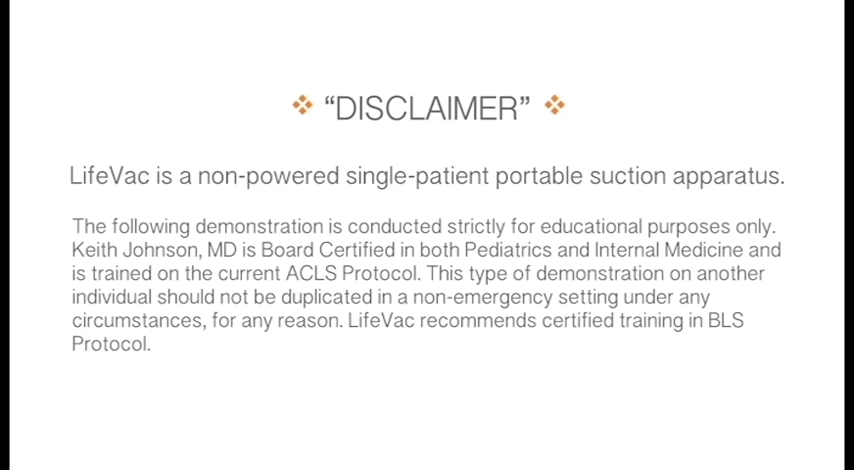 “DISCLAIMER”
LifeVac is a non-powered single-patient portable suction apparatus.
The following demonstration is conducted strictly for educational purposes only.
Keith Johnson, MD is Board Certified in both Pediatrics and Internal Medicine and
is trained on the current ACLS Protocol. This type of demonstration on another
individual should not be duplicated in a non-emergency setting under any
circumstances, for any reason. LifeVac recommends certified training in BLS
Protocol.